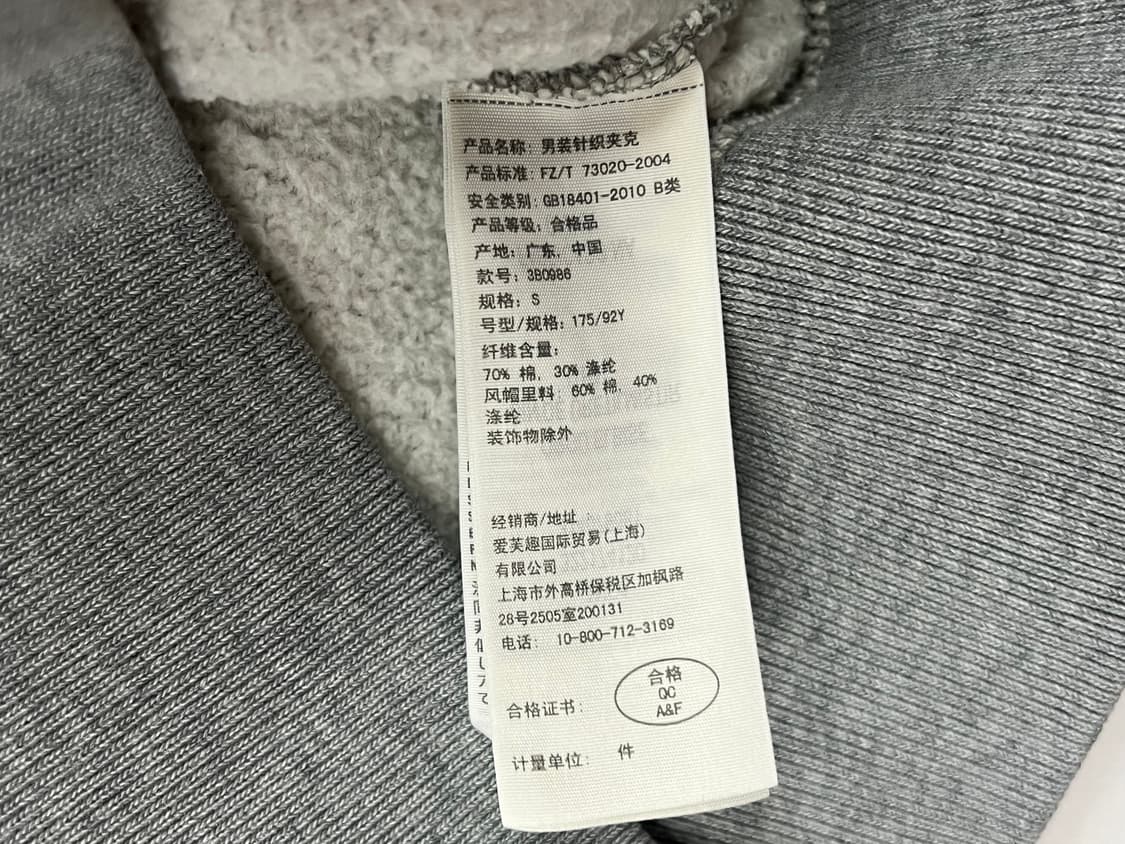 产品名称: 男装针织夹克
产品标准: FZ/T 73020-2004
安全类别: GB18401-2010 B类
产品等级: 合格品
产地: 广东, 中国
款号: 3B0986
规格: S
号型/规格: 175/92Y
纤维含量:
70% 棉, 30% 涤纶
风帽里料: 60% 棉, 40%
涤纶
装饰物除外
经销商/地址
爱芙趣国际贸易(上海)
有限公司
上海市外高桥保税区加枫路
28号2505室200131
电话: 10-800-712-3169
合格证书:
合格
QC
A&F
计量单位: 件